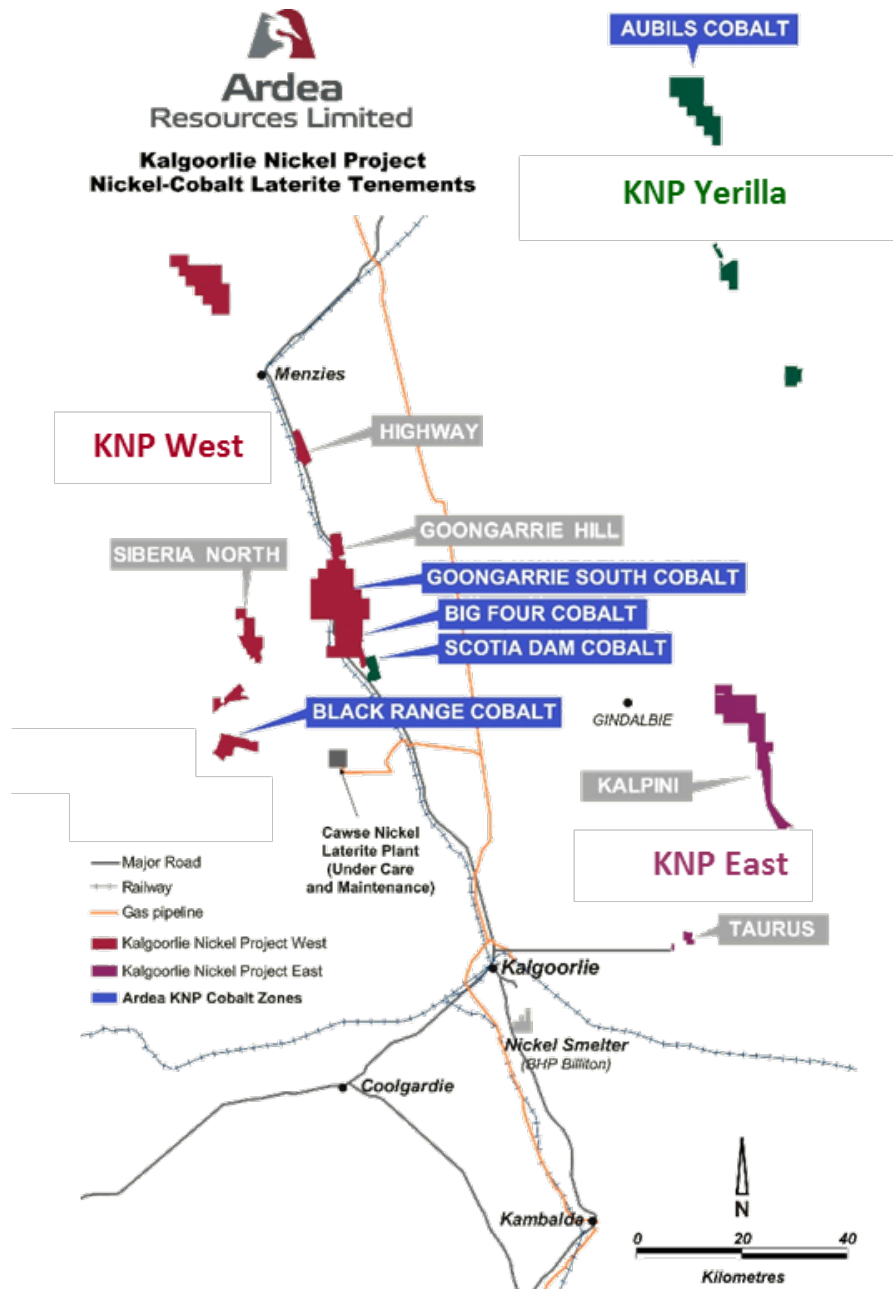 AUBILS COBALT
Ardea
Resources Limited
Kalgoorlie Nickel Project
Nickel-Cobalt Laterite Tenements
KNP Yerilla
Menzies
HIGHWAY
KNP West
GOONGARRIE HILL
SIBERIA NORTH
GOONGARRIE SOUTH COBALT
BIG FOUR COBALT
SCOTIA DAM COBALT
BLACK RANGE COBALT
GINDALBIE
KALPINI
Cawse Nickel
Laterite Plant
(Under Care
and Maintenance)
KNP East
Major Road
Railway
Gas pipeline
Kalgoorlie Nickel Project West
Kalgoorlie Nickel Project East
Ardea KNP Cobalt Zones
TAURUS
Kalgoorlie
Nickel Smelter
(BHP Billiton)
Coolgardie
Kambalda
N
0 20 40
Kilometres